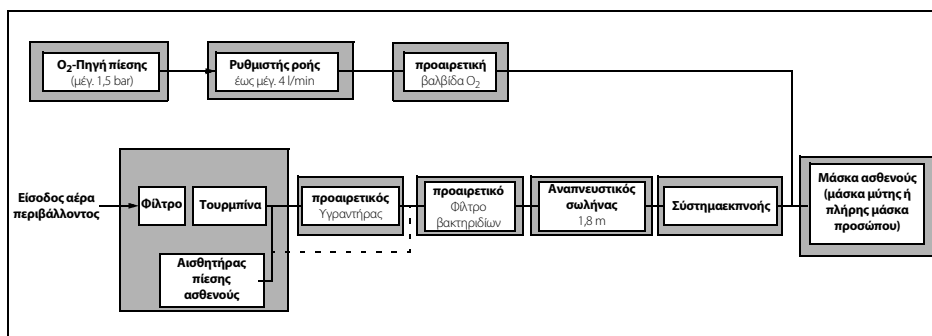 O₂-Πηγή πίεσης
(μέγ. 1,5 bar)
Ρυθμιστής ροής
έως μέγ. 4 l/min
προαιρετική
βαλβίδα O₂
Είσοδος αέρα
περιβάλλοντος
Φίλτρο
Τουρμπίνα
Αισθητήρας
πίεσης
ασθενούς
προαιρετικός
Υγραντήρας
προαιρετικό
Φίλτρο
βακτηριδίων
Αναπνευστικός
σωλήνας
1,8 m
Σύστημαεκπνοής
Μάσκα ασθενούς
(μάσκα μύτης ή
πλήρης μάσκα
προσώπου)